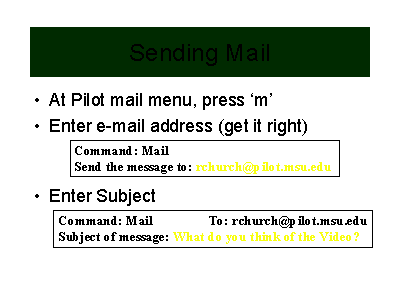 Sending Mail
• At Pilot mail menu, press ‘m’
• Enter e-mail address (get it right)
Command: Mail
Send the message to: rchurch@pilot.msu.edu
• Enter Subject
Command: Mail To: rchurch@pilot.msu.edu
Subject of message: What do you think of the Video?